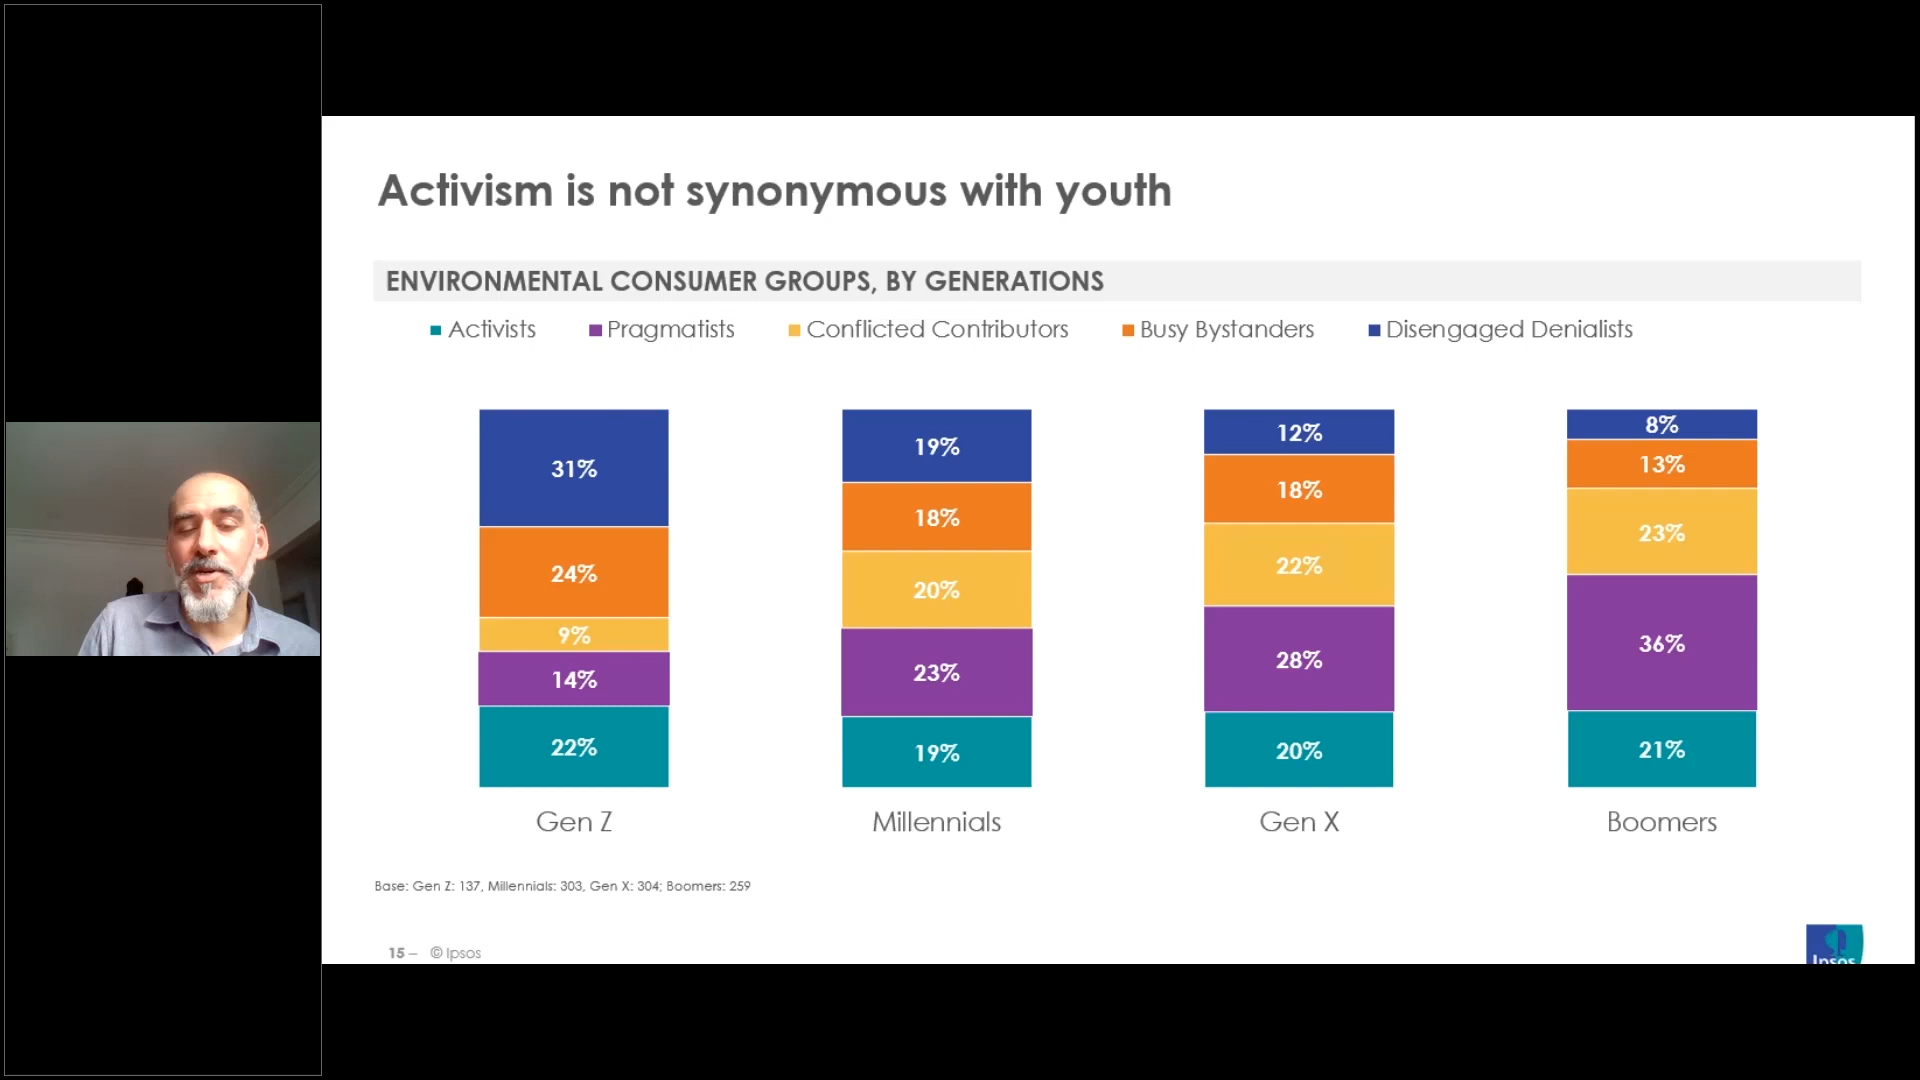 Activism is not synonymous with youth
ENVIRONMENTAL CONSUMER GROUPS, BY GENERATIONS
Activists Pragmatists Conflicted Contributors Busy Bystanders Disengaged Denialists
31% 19% 12% 8%
24% 18% 18% 13%
9% 20% 22% 23%
14% 23% 28% 36%
22% 19% 20% 21%
Gen Z Millennials Gen X Boomers
Base: Gen Z: 137, Millennials: 303, Gen X: 304; Boomers: 259
15 – © Ipsos
Ipsos